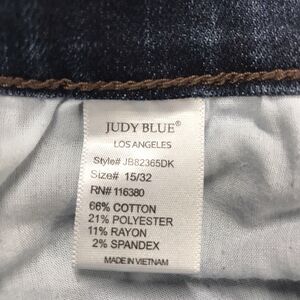 JUDY BLUE®
LOS ANGELES
Style# JB82365DK
Size# 15/32
RN# 116380
66% COTTON
21% POLYESTER
11% RAYON
2% SPANDEX
MADE IN VIETNAM